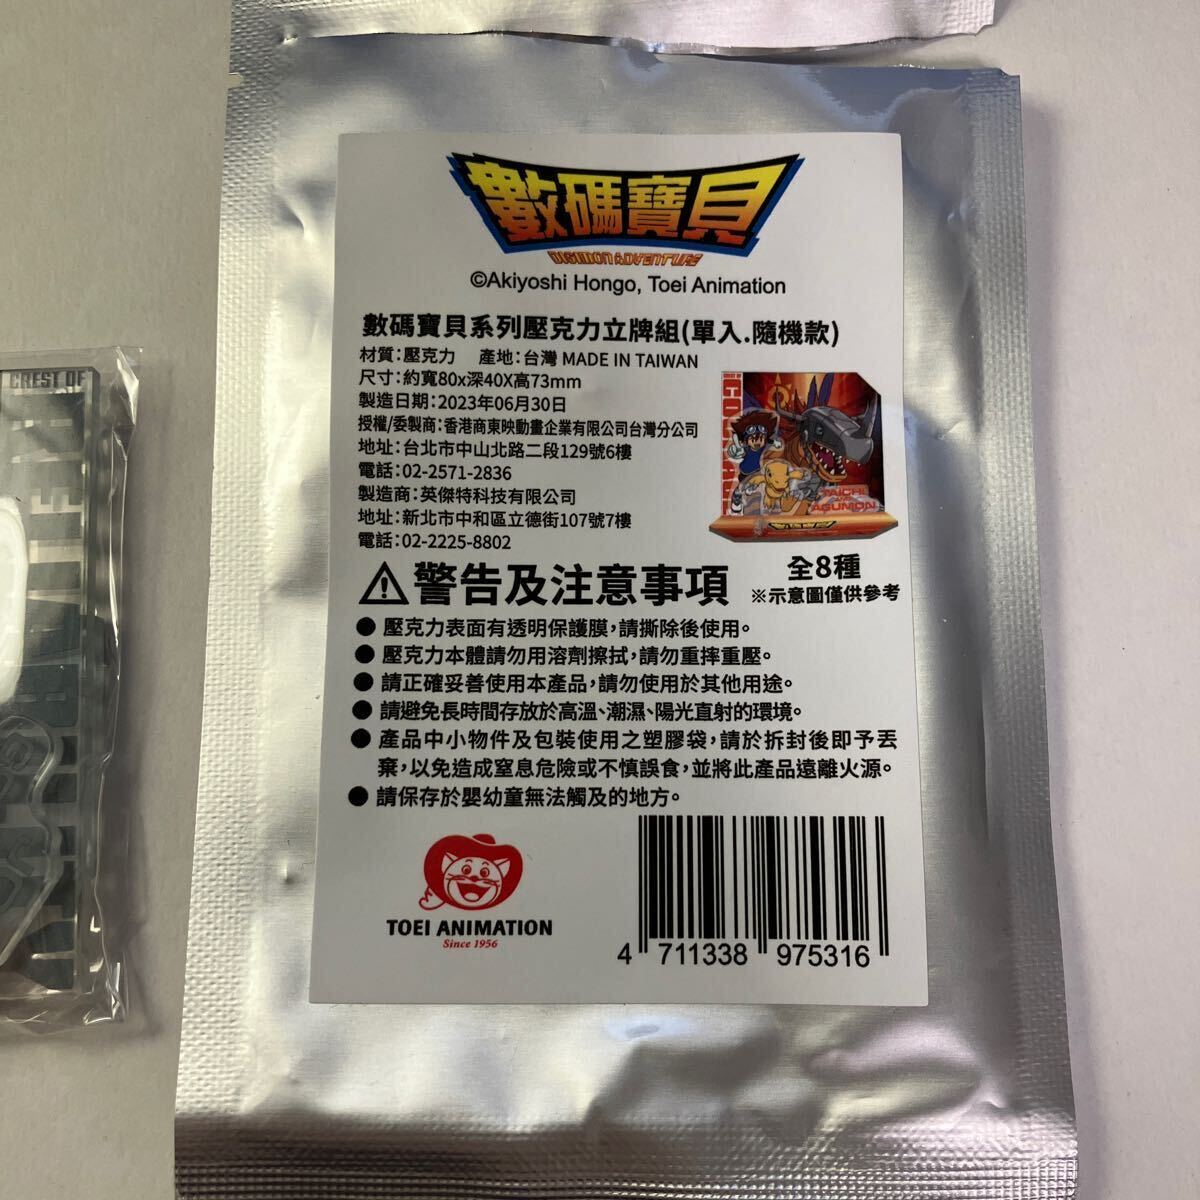 數碼寶貝
DIGIMON ADVENTURE
©Akiyoshi Hongo, Toei Animation
數碼寶貝系列壓克力立牌組(單入.隨機款)
材質:壓克力 產地:台灣 MADE IN TAIWAN
尺寸:約寬80x深40X高73mm
製造日期:2023年06月30日
授權/委製商:香港商東映動畫企業有限公司台灣分公司
地址:台北市中山北路二段129號6樓
電話:02-2571-2836
製造商:英傑特科技有限公司
地址:新北市中和區立德街107號7樓
電話:02-2225-8802
TAICHI
AGUMON
數碼寶貝
全8種
※示意圖僅供參考
警告及注意事項
● 壓克力表面有透明保護膜,請撕除後使用。
● 壓克力本體請勿用溶劑擦拭,請勿重摔重壓。
● 請正確妥善使用本產品,請勿使用於其他用途。
● 請避免長時間存放於高溫、潮濕、陽光直射的環境。
● 產品中小物件及包裝使用之塑膠袋,請於拆封後即予丟
棄,以免造成窒息危險或不慎誤食,並將此產品遠離火源。
● 請保存於嬰幼童無法觸及的地方。
TOEI ANIMATION
Since 1956
4 711338 975316
CREST OF